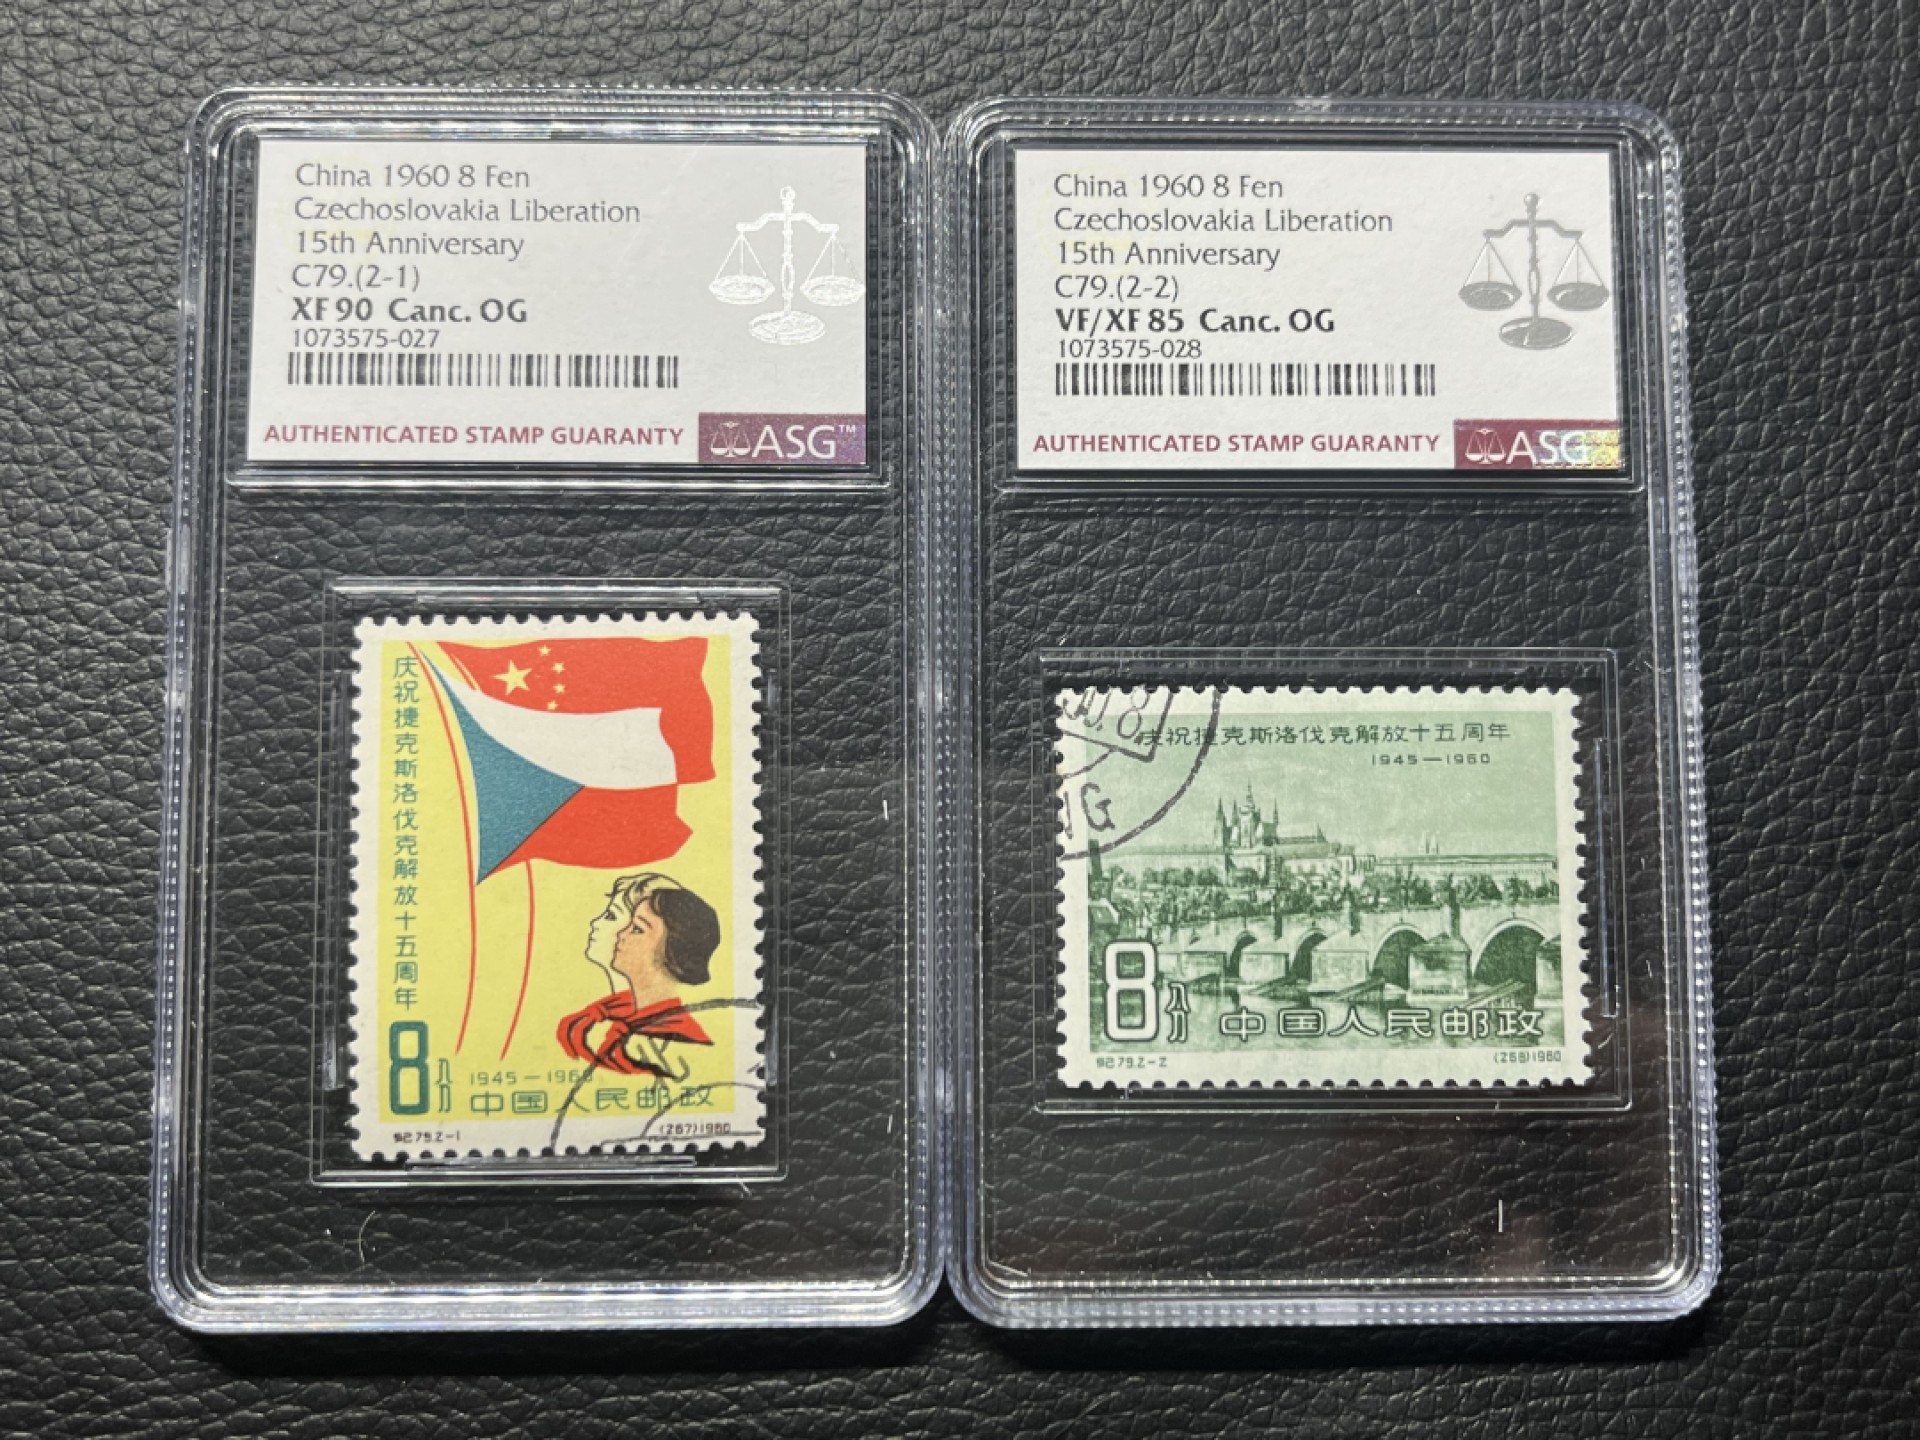 China 1960 8 Fen
Czechoslovakia Liberation
15th Anniversary
C79.(2-1)
XF 90 Canc. OG
1073575-027
AUTHENTICATED STAMP GUARANTY
ASG™
庆祝捷克斯洛伐克解放十五周年
8分
1945—1960
中国人民邮政
纪79.2-1
(267)1960
China 1960 8 Fen
Czechoslovakia Liberation
15th Anniversary
C79.(2-2)
VF/XF 85 Canc. OG
1073575-028
AUTHENTICATED STAMP GUARANTY
ASG
庆祝捷克斯洛伐克解放十五周年
1945—1960
8分
中国人民邮政
纪79.2-2
(268)1960